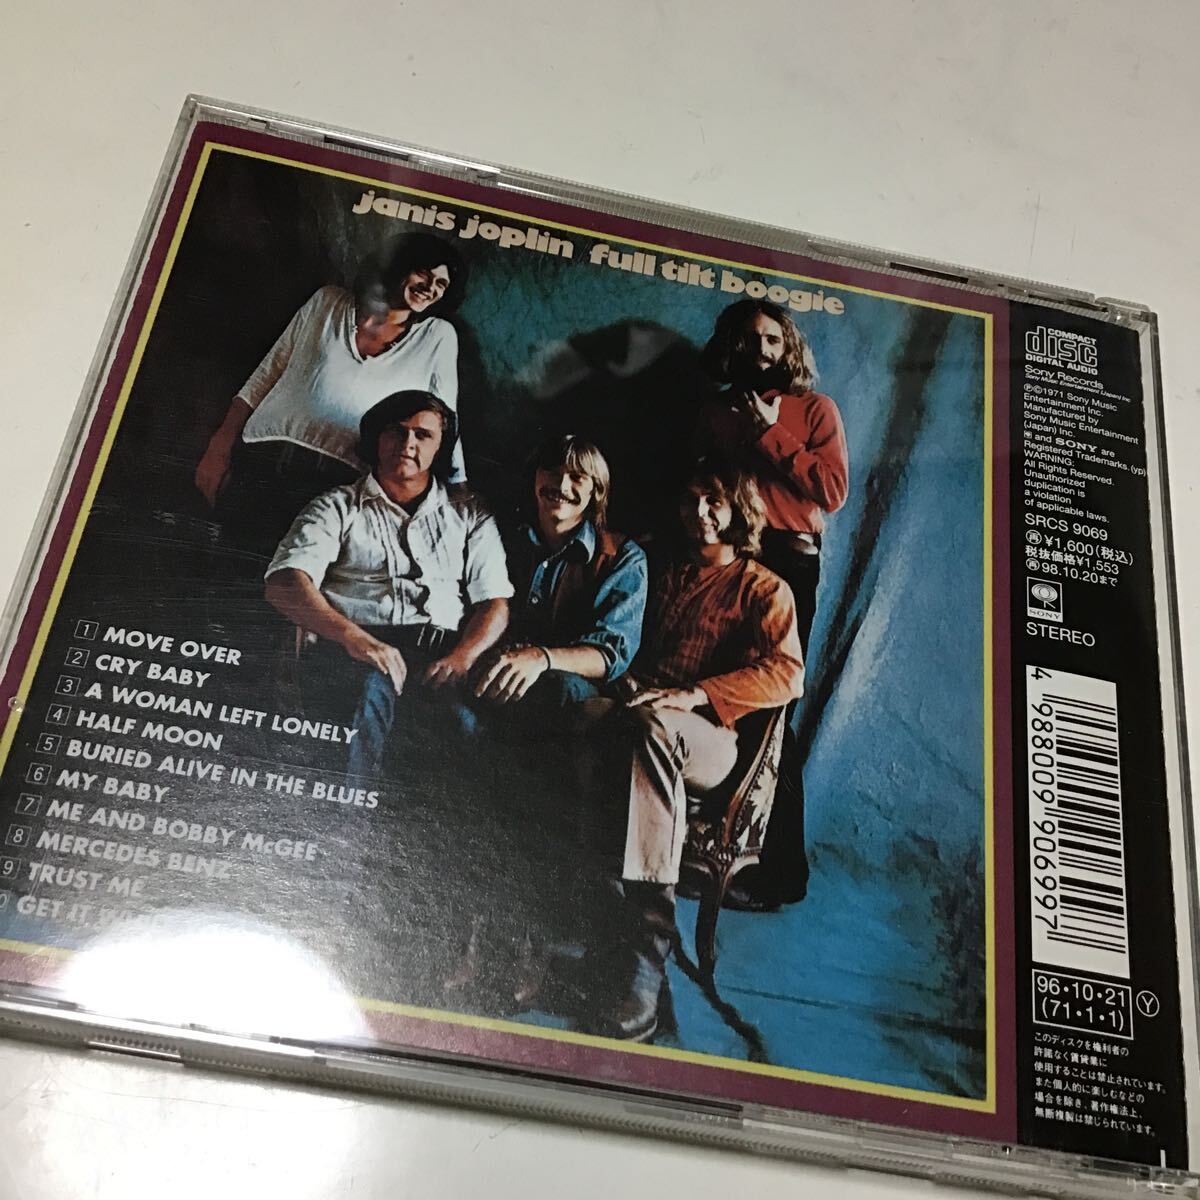 janis joplin / full tilt boogie
1 MOVE OVER
2 CRY BABY
3 A WOMAN LEFT LONELY
4 HALF MOON
5 BURIED ALIVE IN THE BLUES
6 MY BABY
7 ME AND BOBBY McGEE
8 MERCEDES BENZ
9 TRUST ME
0 GET IT
COMPACT
disc
DIGITAL AUDIO
Sony Records
Sony Music Entertainment (Japan) Inc
℗©1971 Sony Music
Entertainment Inc.
Manufactured by
Sony Music Entertainment
(Japan) Inc.
and SONY are
Registered Trademarks. (yp)
WARNING:
All Rights Reserved.
Unauthorized
duplication is
a violation
of applicable laws.
SRCS 9069
再¥1,600(税込)
税抜価格¥1,553
再98.10.20まで
SONY
STEREO
4 988009 906997
96・10・21
(71・1・1)
Y
このディスクを権利者の
許諾なく賃貸業に
使用することは禁止されています。
また個人的に楽しむなどの
場合を除き、著作権法上、
無断複製は禁じられています。